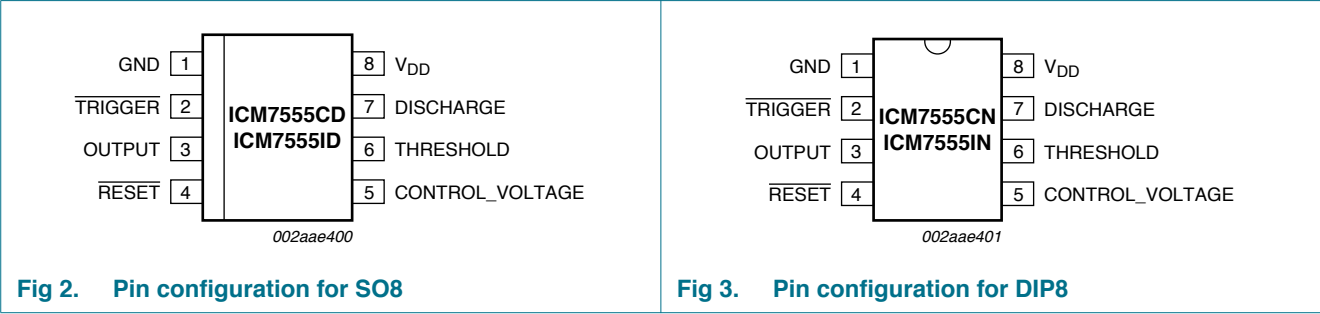 GND 1
8 VDD
TRIGGER 2
7 DISCHARGE
OUTPUT 3
6 THRESHOLD
RESET 4
5 CONTROL_VOLTAGE
ICM7555CD
ICM7555ID
002aae400
Fig 2. Pin configuration for SO8
GND 1
8 VDD
TRIGGER 2
7 DISCHARGE
OUTPUT 3
6 THRESHOLD
RESET 4
5 CONTROL_VOLTAGE
ICM7555CN
ICM7555IN
002aae401
Fig 3. Pin configuration for DIP8